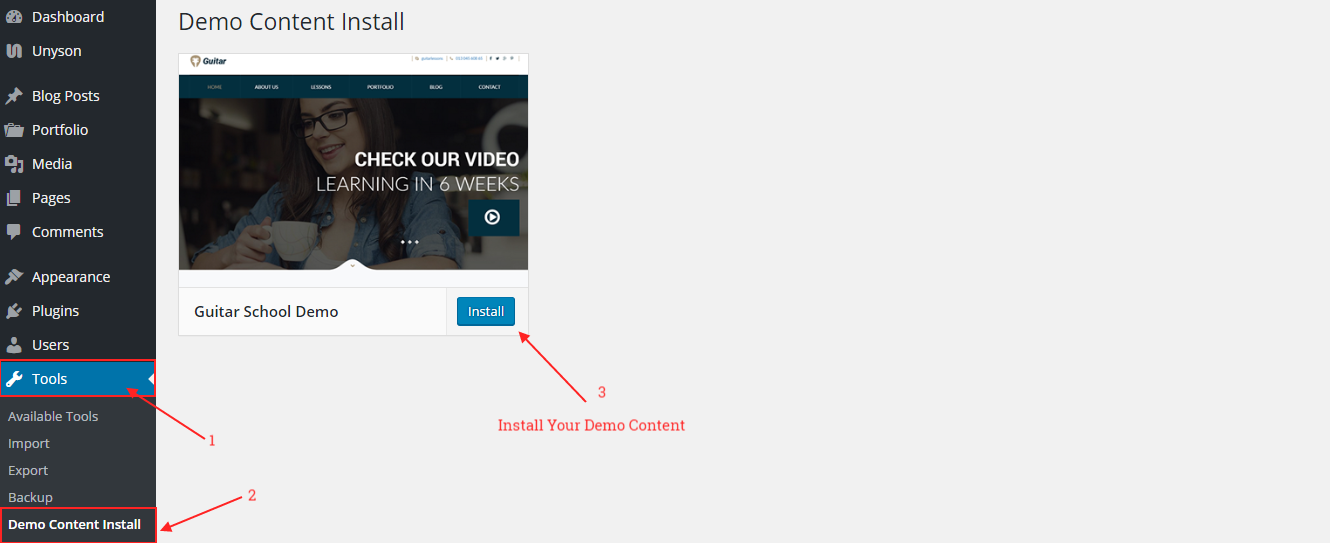 Dashboard
Unyson
Blog Posts
Portfolio
Media
Pages
Comments
Appearance
Plugins
Users
Tools
Available Tools
Import
Export
Backup
Demo Content Install
Demo Content Install
Guitar
HOME ABOUT US LESSONS PORTFOLIO BLOG CONTACT
CHECK OUR VIDEO
LEARNING IN 6 WEEKS
Guitar School Demo
Install
1
2
3
Install Your Demo Content